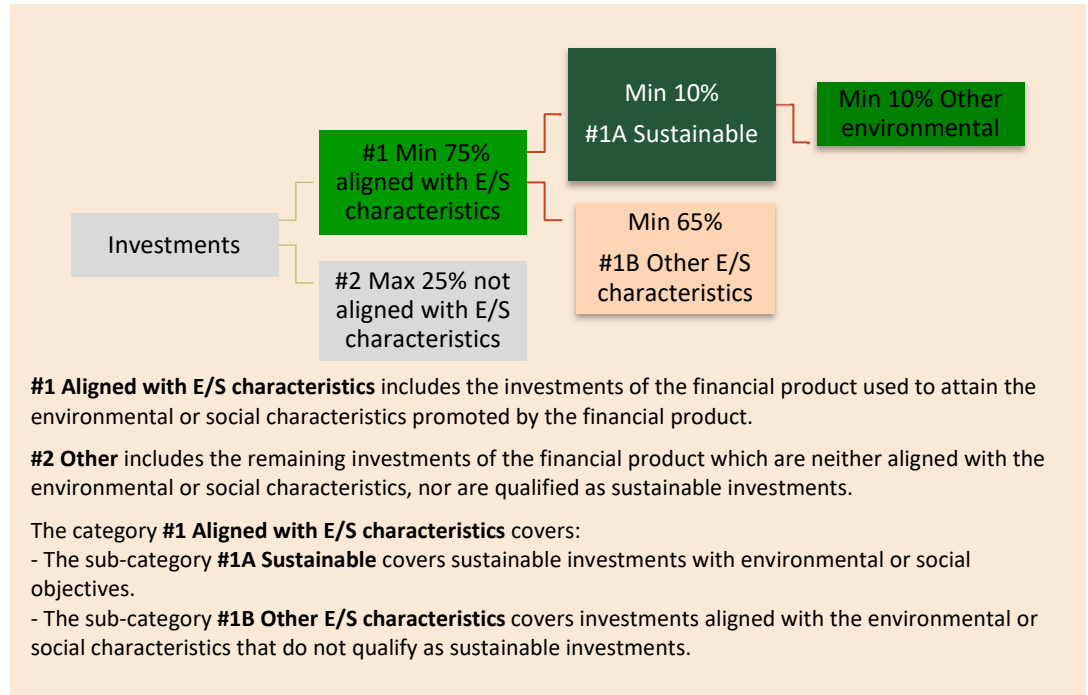 Min 10%
#1A Sustainable
Min 10% Other
environmental
#1 Min 75%
aligned with E/S
characteristics
Investments
Min 65%
#1B Other E/S
characteristics
#2 Max 25% not
aligned with E/S
characteristics
#1 Aligned with E/S characteristics includes the investments of the financial product used to attain the
environmental or social characteristics promoted by the financial product.
#2 Other includes the remaining investments of the financial product which are neither aligned with the
environmental or social characteristics, nor are qualified as sustainable investments.
The category #1 Aligned with E/S characteristics covers:
- The sub-category #1A Sustainable covers sustainable investments with environmental or social
objectives.
- The sub-category #1B Other E/S characteristics covers investments aligned with the environmental or
social characteristics that do not qualify as sustainable investments.